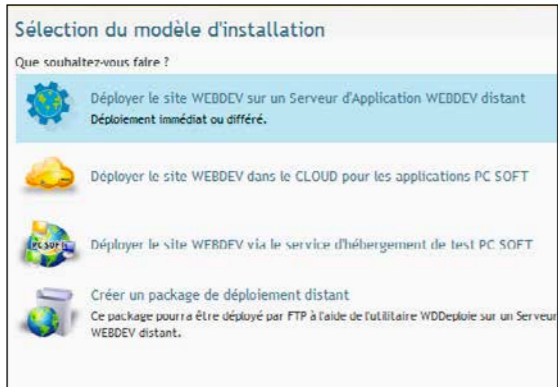 Sélection du modèle d'installation
Que souhaitez-vous faire ?
Déployer le site WEBDEV sur un Serveur d'Application WEBDEV distant
Déploiement immédiat ou différé.
Déployer le site WEBDEV dans le CLOUD pour les applications PC SOFT
PC SOFT
Déployer le site WEBDEV via le service d'hébergement de test PC SOFT
Créer un package de déploiement distant
Ce package pourra être déployé par FTP à l'aide de l'utilitaire WDDeploie sur un Serveur
WEBDEV distant.